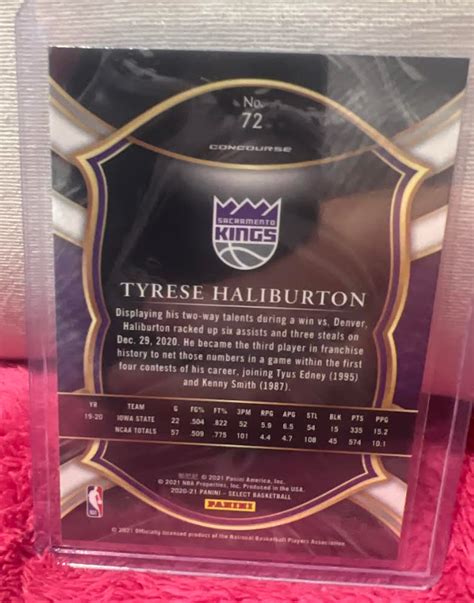 No.
72
CONCOURSE
SACRAMENTO
KINGS
TYRESE HALIBURTON
Displaying his two-way talents during a win vs. Denver,
Haliburton racked up six assists and three steals on
Dec. 29, 2020. He became the third player in franchise
history to net those numbers in a game within the first
four contests of his career, joining Tyus Edney (1995)
and Kenny Smith (1987).
YR TEAM G FG% FT% 3PM RPG APG STL BLK PTS PPG
19-20 IOWA STATE 22 .504 .822 52 5.9 6.5 54 15 335 15.2
NCAA TOTALS 57 .509 .775 101 4.4 4.7 108 45 574 10.1
© 2021 Panini America, Inc.
© 2021 NBA Properties, Inc. Produced in the USA.
2020-21 PANINI - SELECT BASKETBALL
PANINI
© 2021 Officially licensed product of the National Basketball Players Association